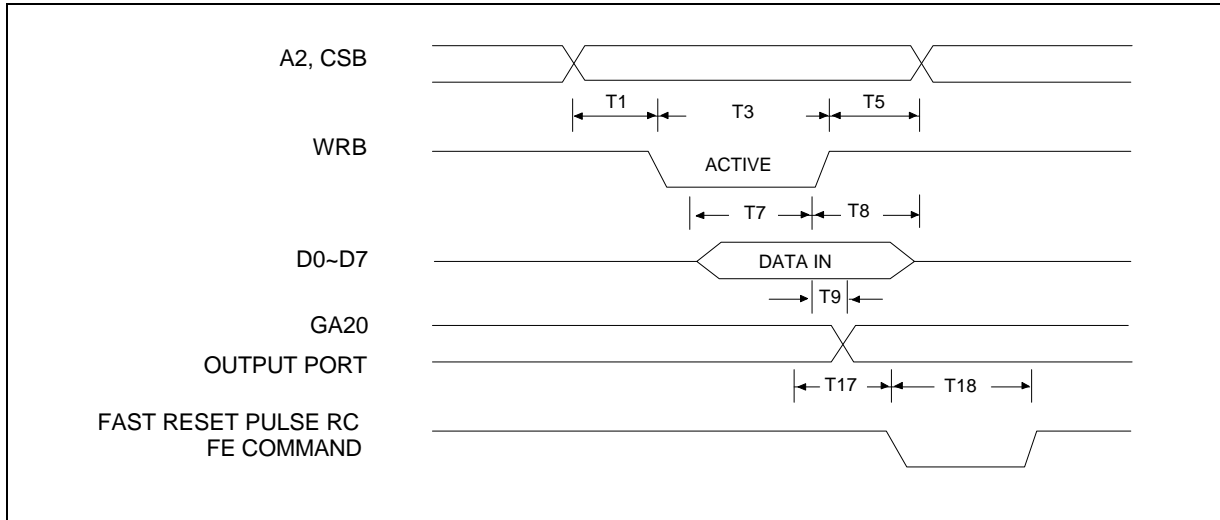 A2, CSB
T1
T3
T5
WRB
ACTIVE
T7
T8
D0~D7
DATA IN
T9
GA20
OUTPUT PORT
T17
T18
FAST RESET PULSE RC
FE COMMAND